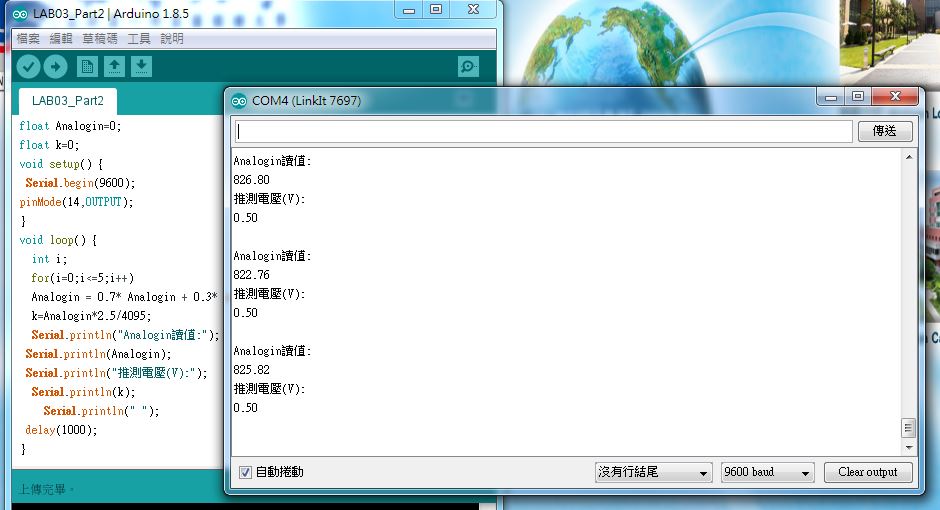 LAB03_Part2 | Arduino 1.8.5
檔案 編輯 草稿碼 工具 說明
LAB03_Part2
float Analogin=0;
float k=0;
void setup() {
Serial.begin(9600);
pinMode(14,OUTPUT);
}
void loop() {
int i;
for(i=0;i<=5;i++)
Analogin = 0.7* Analogin + 0.3*
k=Analogin*2.5/4095;
Serial.println("Analogin讀值:");
Serial.println(Analogin);
Serial.println("推測電壓(V):");
Serial.println(k);
Serial.println(" ");
delay(1000);
}
上傳完畢。
COM4 (LinkIt 7697)
傳送
Analogin讀值:
826.80
推測電壓(V):
0.50
Analogin讀值:
822.76
推測電壓(V):
0.50
Analogin讀值:
825.82
推測電壓(V):
0.50
自動捲動
沒有行結尾
9600 baud
Clear output